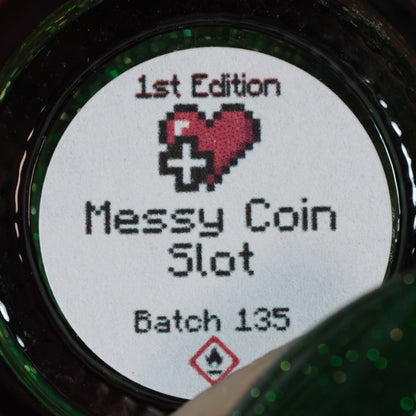 1st Edition
Messy Coin
Slot
Batch 135